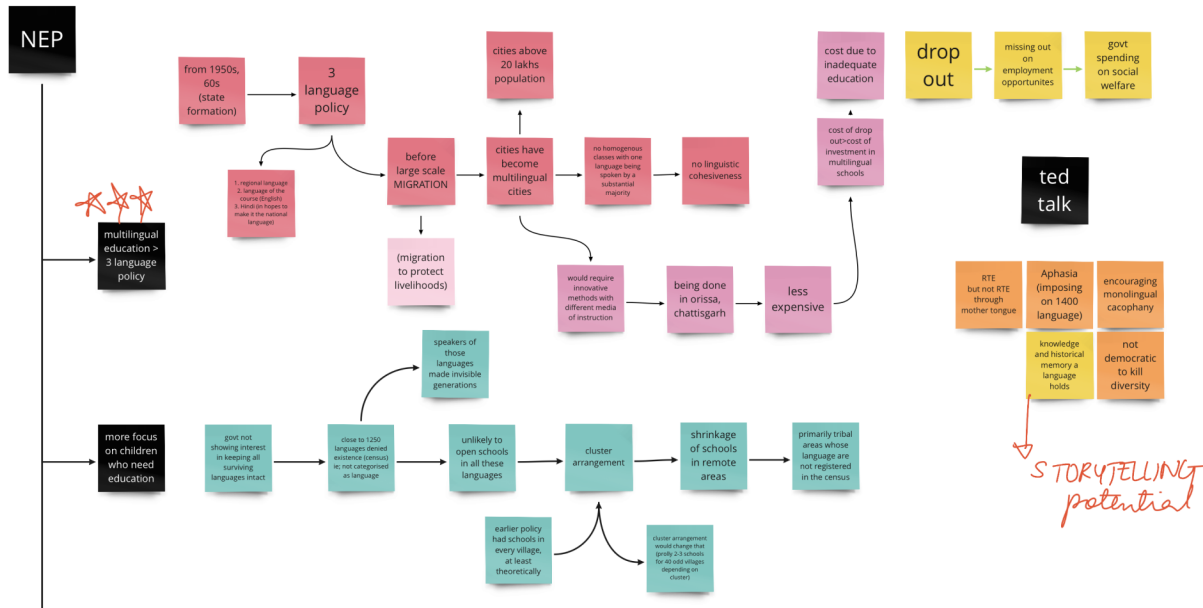 NEP
from 1950s,
60s
(state
formation)
3
language
policy
cities above
20 lakhs
population
cost due to
inadequate
education
drop
out
missing out
on
employment
opportunites
govt
spending
on social
welfare
1. regional language
2. language of the
course (English)
3. Hindi (in hopes to
make it the national
language)
before
large scale
MIGRATION
cities have
become
multilingual
cities
no homogenous
classes with one
language being
spoken by a
substantial
majority
no linguistic
cohesiveness
cost of drop
out>cost of
investment in
multilingual
schools
ted
talk
multilingual
education >
3 language
policy
(migration
to protect
livelihoods)
would require
innovative
methods with
different media
of instruction
being done
in orissa,
chattisgarh
less
expensive
RTE
but not RTE
through
mother tongue
Aphasia
(imposing
on 1400
language)
encouraging
monolingual
cacophany
knowledge
and historical
memory a
language
holds
not
democratic
to kill
diversity
speakers of
those
languages
made invisible
generations
more focus
on children
who need
education
govt not
showing interest
in keeping all
surviving
languages intact
close to 1250
languages denied
existence (census)
ie; not categorised
as language
unlikely to
open schools
in all these
languages
cluster
arrangement
shrinkage
of schools
in remote
areas
primarily tribal
areas whose
language are
not registered
in the census
STORYTELLING
potential
earlier policy
had schools in
every village,
at least
theoretically
cluster arrangement
would change that
(prolly 2-3 schools
for 40 odd villages
depending on
cluster)